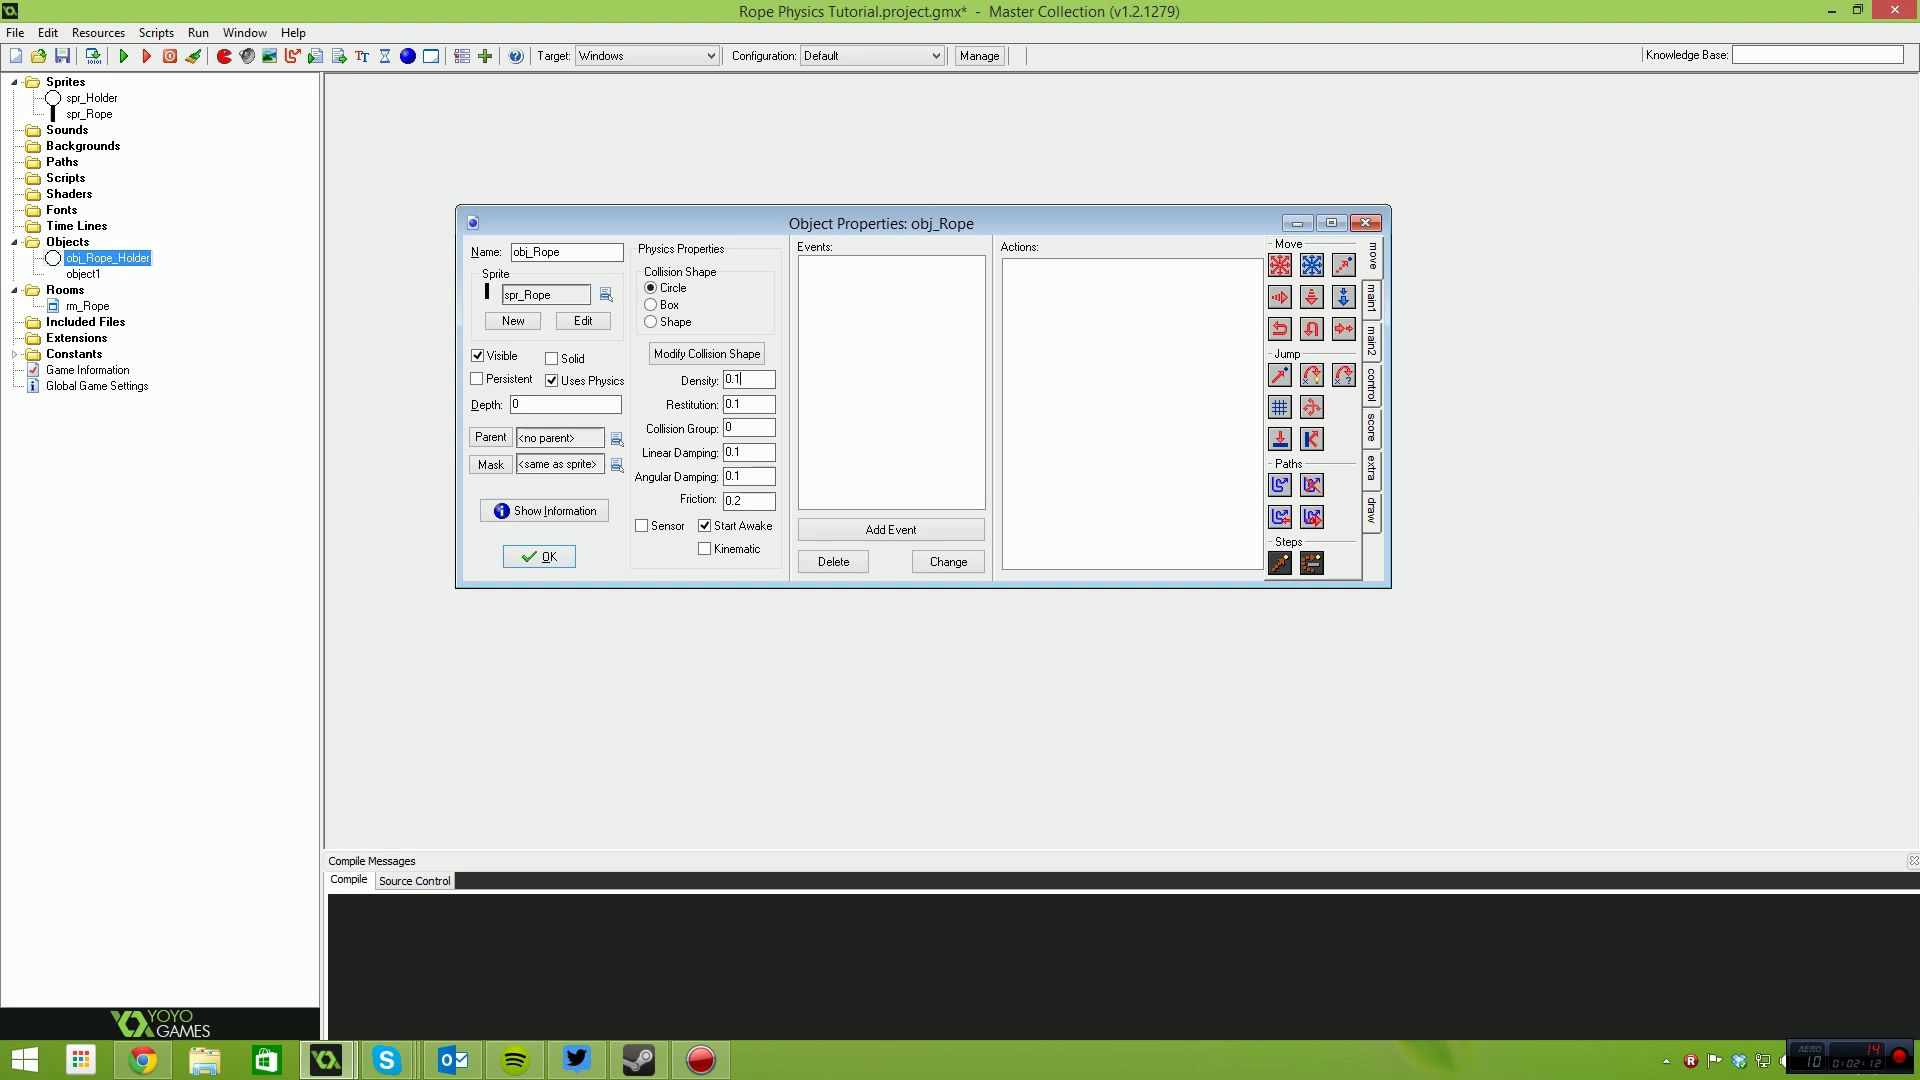 Rope Physics Tutorial.project.gmx* - Master Collection (v1.2.1279)
File Edit Resources Scripts Run Window Help
Target: Windows Configuration: Default Manage Knowledge Base:
Sprites
spr_Holder
spr_Rope
Sounds
Backgrounds
Paths
Scripts
Shaders
Fonts
Time Lines
Objects
obj_Rope_Holder
object1
Rooms
rm_Rope
Included Files
Extensions
Constants
Game Information
Global Game Settings
YOYO
GAMES
Object Properties: obj_Rope
Name: obj_Rope
Sprite
spr_Rope
New Edit
Visible Solid
Persistent Uses Physics
Depth: 0
Parent <no parent>
Mask <same as sprite>
Show Information
OK
Physics Properties
Collision Shape
Circle
Box
Shape
Modify Collision Shape
Density: 0.1
Restitution: 0.1
Collision Group: 0
Linear Damping: 0.1
Angular Damping: 0.1
Friction: 0.2
Sensor Start Awake
Kinematic
Events:
Add Event
Delete Change
Actions:
Move
Jump
Paths
Steps
move
main1
main2
control
score
extra
draw
Compile Messages
Compile Source Control
AERO 14
10 0:02:12